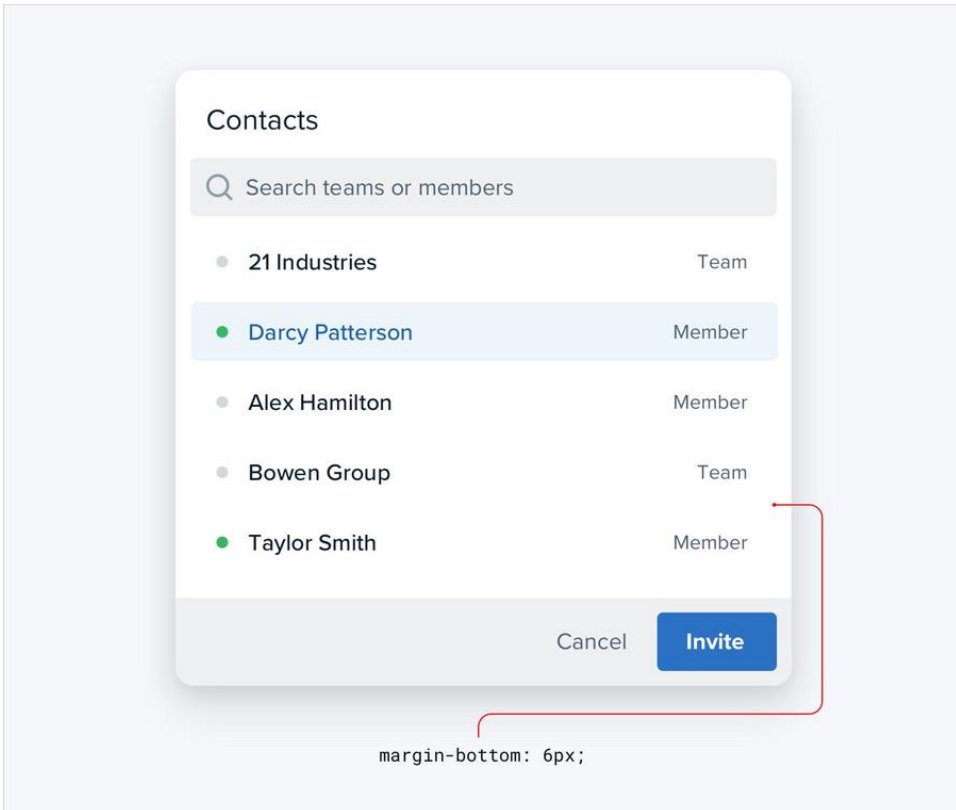 Contacts
Search teams or members
21 Industries Team
Darcy Patterson Member
Alex Hamilton Member
Bowen Group Team
Taylor Smith Member
Cancel Invite
margin-bottom: 6px;